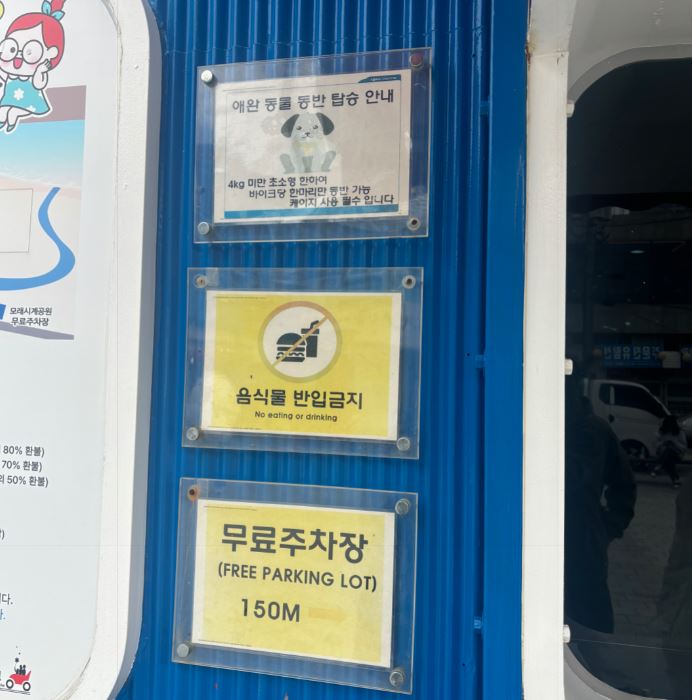 애완 동물 동반 탑승 안내
4kg 미만 초소형 한하여
바이크당 한마리만 동반 가능
케이지 사용 필수 입니다
음식물 반입금지
No eating or drinking
무료주차장
(FREE PARKING LOT)
150M
모래시계공원
무료주차장
80% 환불)
70% 환불)
의 50% 환불)